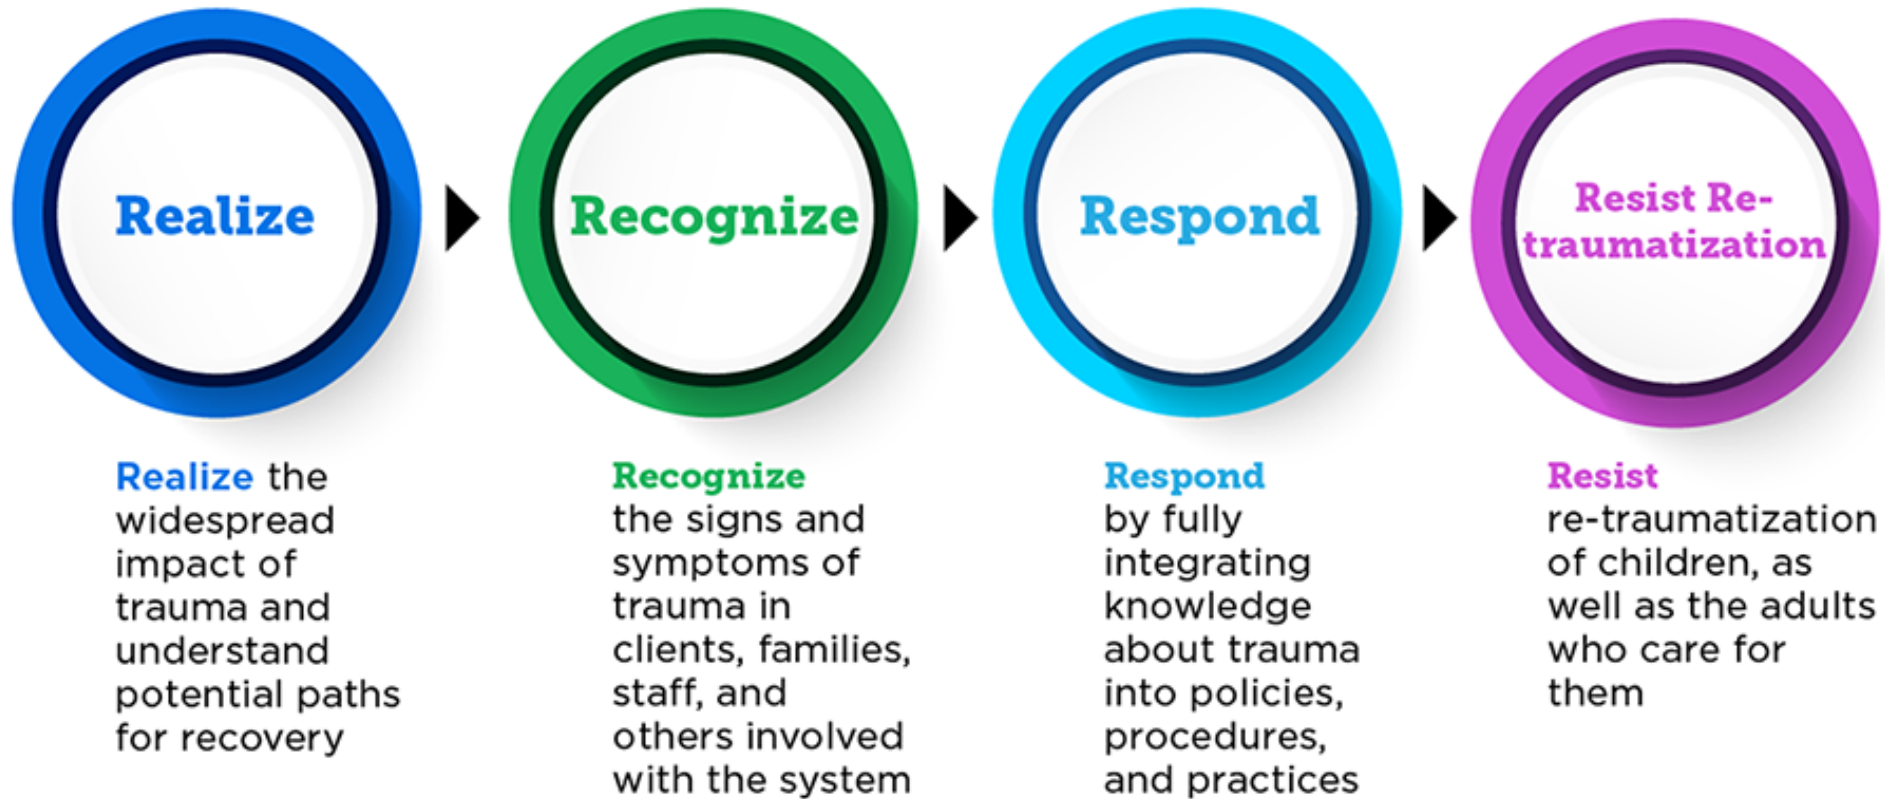 Realize
Recognize
Respond
Resist Re-
traumatization
Realize the
widespread
impact of
trauma and
understand
potential paths
for recovery
Recognize
the signs and
symptoms of
trauma in
clients, families,
staff, and
others involved
with the system
Respond
by fully
integrating
knowledge
about trauma
into policies,
procedures,
and practices
Resist
re-traumatization
of children, as
well as the adults
who care for
them